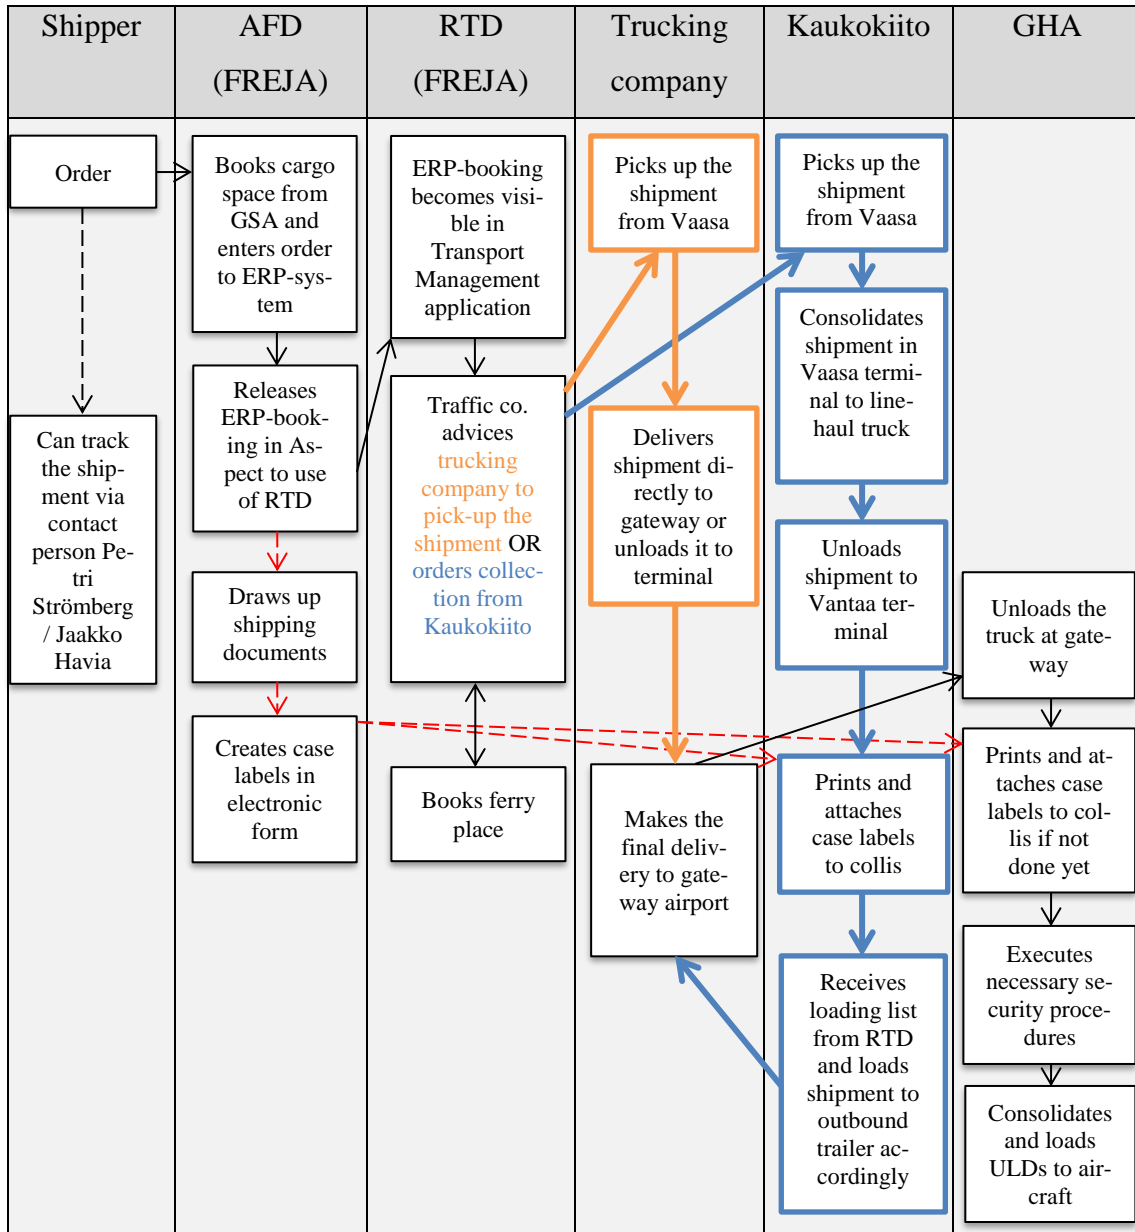 Shipper
AFD
(FREJA)
RTD
(FREJA)
Trucking
company
Kaukokiito
GHA
Order
Can track
the ship-
ment via
contact
person Pe-
tri
Strömberg
/ Jaakko
Havia
Books cargo
space from
GSA and
enters order
to ERP-sys-
tem
Releases
ERP-book-
ing in As-
pect to use
of RTD
Draws up
shipping
documents
Creates case
labels in
electronic
form
ERP-booking
becomes visi-
ble in
Transport
Management
application
Traffic co.
advices
trucking
company to
pick-up the
shipment OR
orders collec-
tion from
Kaukokiito
Books ferry
place
Picks up the
shipment
from Vaasa
Delivers
shipment di-
rectly to
gateway or
unloads it to
terminal
Makes the
final deliv-
ery to gate-
way airport
Picks up the
shipment
from Vaasa
Consolidates
shipment in
Vaasa termi-
nal to line-
haul truck
Unloads
shipment to
Vantaa ter-
minal
Prints and
attaches
case labels
to collis
Receives
loading list
from RTD
and loads
shipment to
outbound
trailer ac-
cordingly
Unloads the
truck at gate-
way
Prints and at-
taches case
labels to col-
lis if not
done yet
Executes
necessary se-
curity proce-
dures
Consolidates
and loads
ULDs to air-
craft